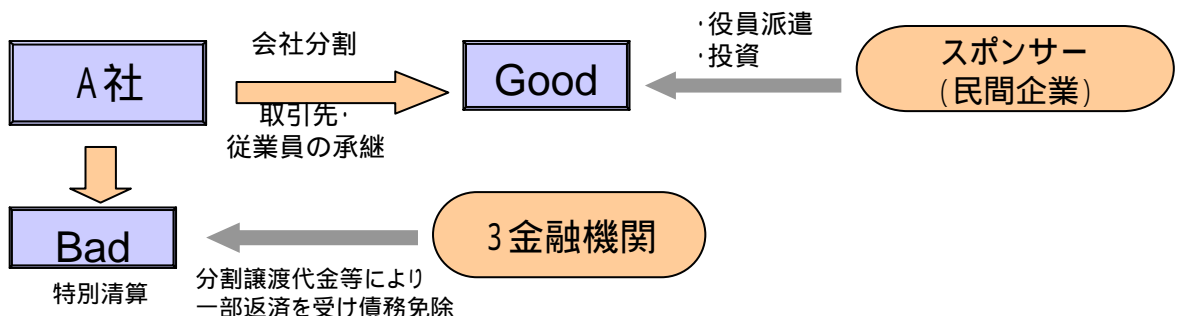 A社
会社分割
取引先・
従業員の承継
Good
・役員派遣
・投資
スポンサー
(民間企業)
Bad
特別清算
3金融機関
分割譲渡代金等により
一部返済を受け債務免除